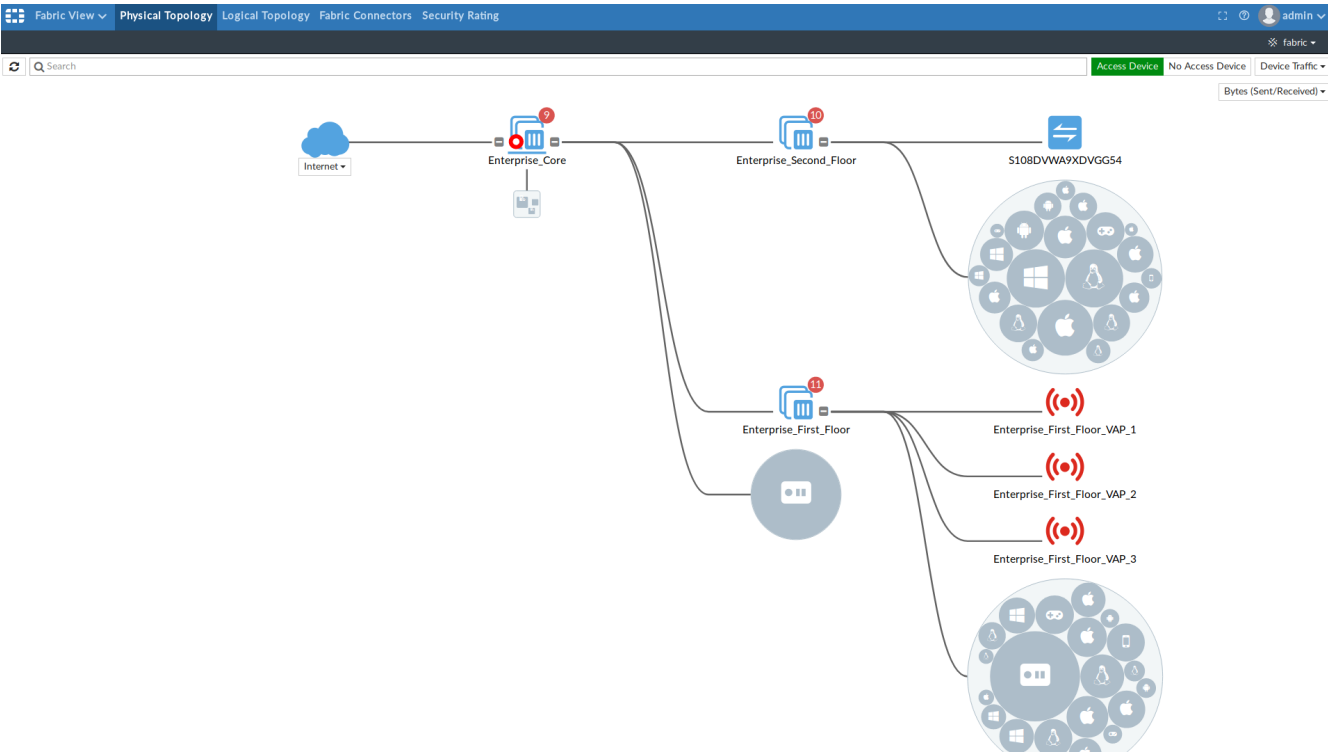 Fabric View Physical Topology Logical Topology Fabric Connectors Security Rating admin
fabric
Search Access Device No Access Device Device Traffic
Bytes (Sent/Received)
9
10
Internet
Enterprise_Core
Enterprise_Second_Floor
S108DVWA9XDVGG54
11
Enterprise_First_Floor
Enterprise_First_Floor_VAP_1
Enterprise_First_Floor_VAP_2
Enterprise_First_Floor_VAP_3